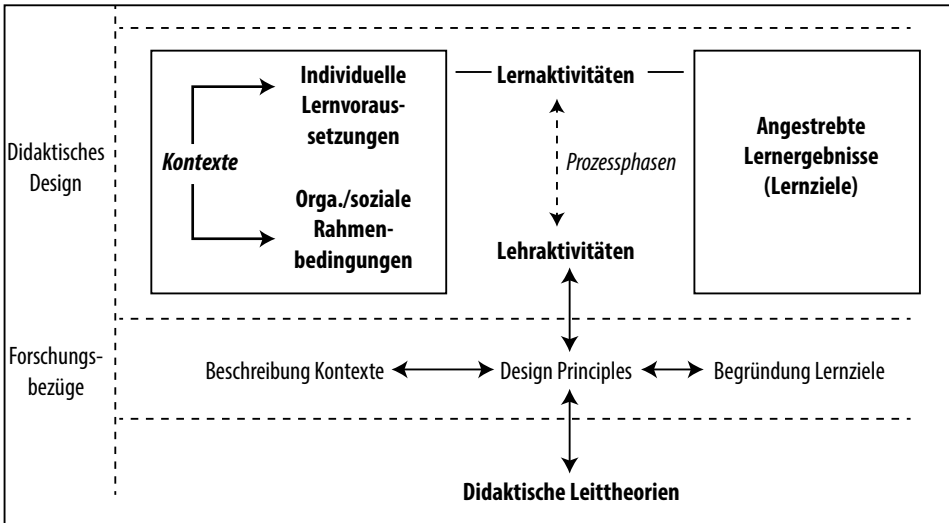 Didaktisches
Design
Kontexte
Individuelle
Lernvoraus-
setzungen
Orga./soziale
Rahmen-
bedingungen
Lernaktivitäten
Prozessphasen
Lehraktivitäten
Angestrebte
Lernergebnisse
(Lernziele)
Forschungs-
bezüge
Beschreibung Kontexte
Design Principles
Begründung Lernziele
Didaktische Leittheorien